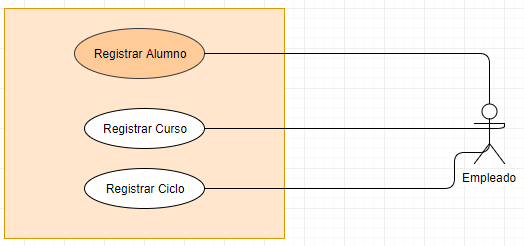 Registrar Alumno
Registrar Curso
Registrar Ciclo
Empleado